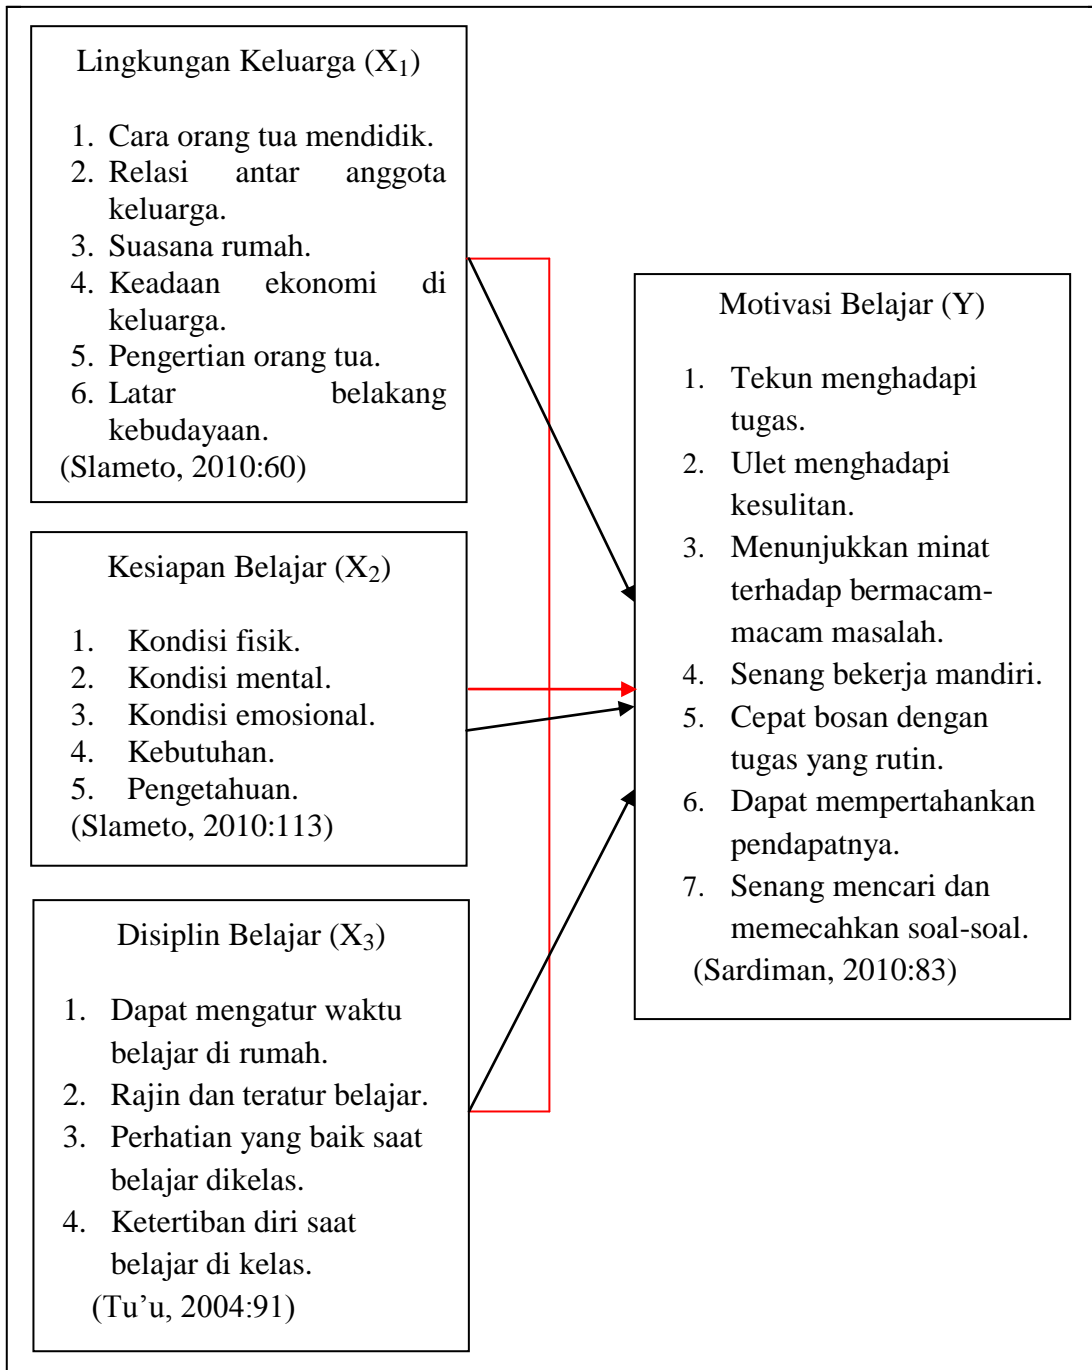 Lingkungan Keluarga (X₁)
1. Cara orang tua mendidik.
2. Relasi antar anggota
keluarga.
3. Suasana rumah.
4. Keadaan ekonomi di
keluarga.
5. Pengertian orang tua.
6. Latar belakang
kebudayaan.
(Slameto, 2010:60)
Kesiapan Belajar (X₂)
1. Kondisi fisik.
2. Kondisi mental.
3. Kondisi emosional.
4. Kebutuhan.
5. Pengetahuan.
(Slameto, 2010:113)
Disiplin Belajar (X₃)
1. Dapat mengatur waktu
belajar di rumah.
2. Rajin dan teratur belajar.
3. Perhatian yang baik saat
belajar dikelas.
4. Ketertiban diri saat
belajar di kelas.
(Tu’u, 2004:91)
Motivasi Belajar (Y)
1. Tekun menghadapi
tugas.
2. Ulet menghadapi
kesulitan.
3. Menunjukkan minat
terhadap bermacam-
macam masalah.
4. Senang bekerja mandiri.
5. Cepat bosan dengan
tugas yang rutin.
6. Dapat mempertahankan
pendapatnya.
7. Senang mencari dan
memecahkan soal-soal.
(Sardiman, 2010:83)